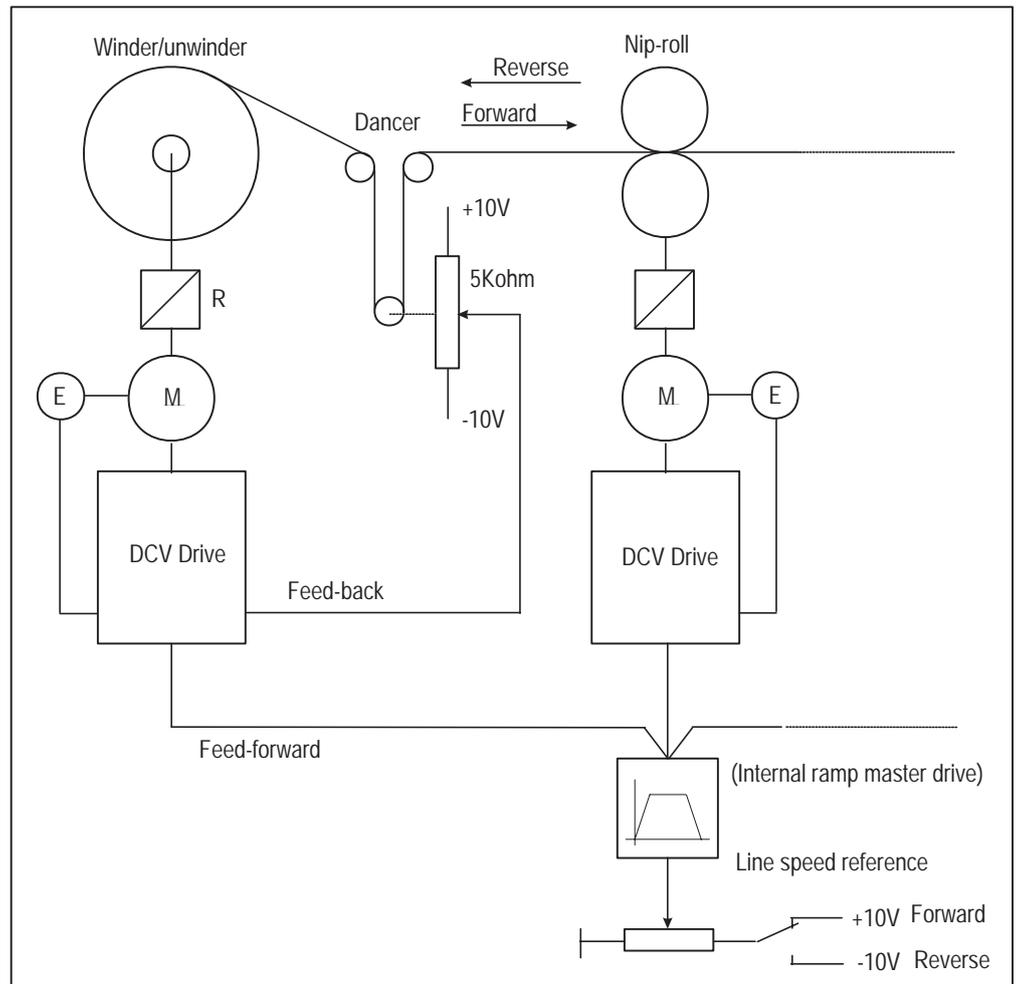 Winder/unwinder
Nip-roll
Reverse
Forward
Dancer
+10V
5Kohm
R
-10V
E
M
M
E
DCV Drive
DCV Drive
Feed-back
Feed-forward
(Internal ramp master drive)
Line speed reference
+10V Forward
-10V Reverse